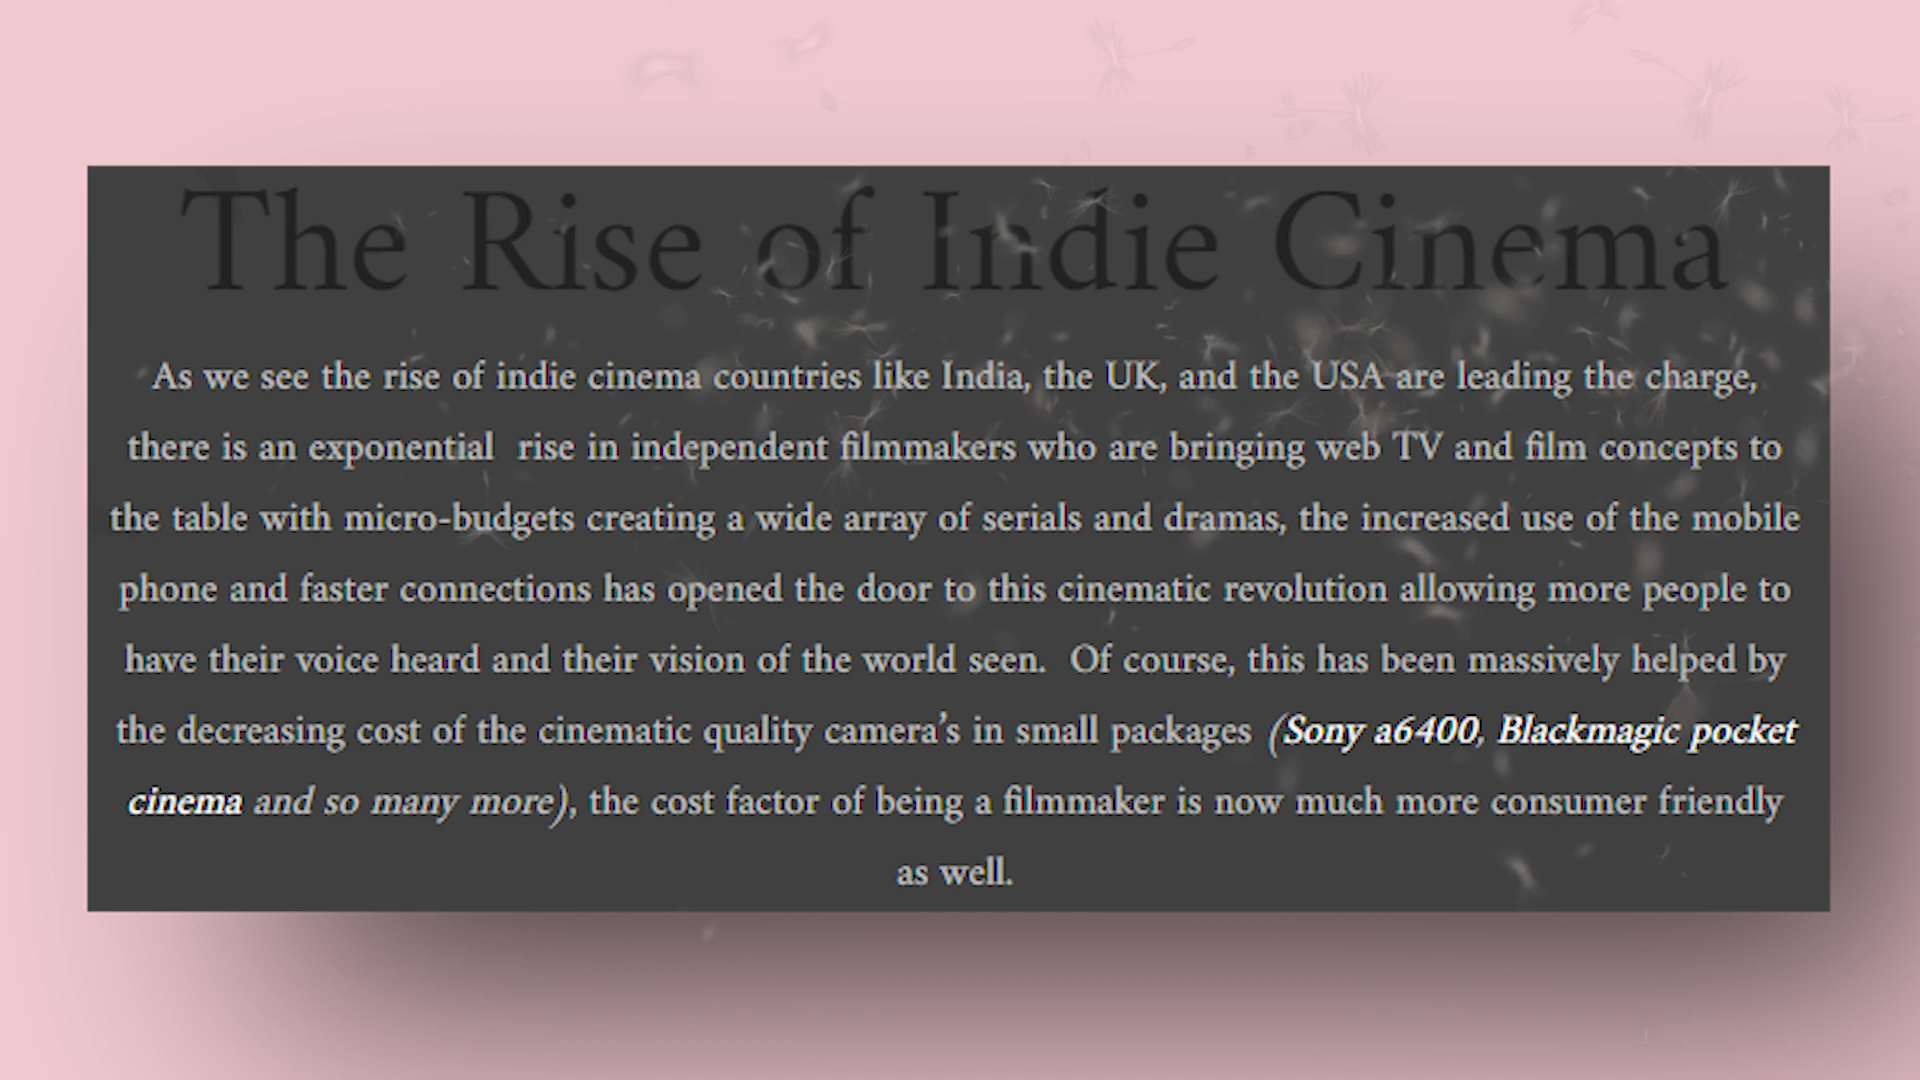 The Rise of Indie Cinema
As we see the rise of indie cinema countries like India, the UK, and the USA are leading the charge,
there is an exponential  rise in independent filmmakers who are bringing web TV and film concepts to
the table with micro-budgets creating a wide array of serials and dramas, the increased use of the mobile
phone and faster connections has opened the door to this cinematic revolution allowing more people to
have their voice heard and their vision of the world seen.  Of course, this has been massively helped by
the decreasing cost of the cinematic quality camera’s in small packages (Sony a6400, Blackmagic pocket
cinema and so many more), the cost factor of being a filmmaker is now much more consumer friendly
as well.